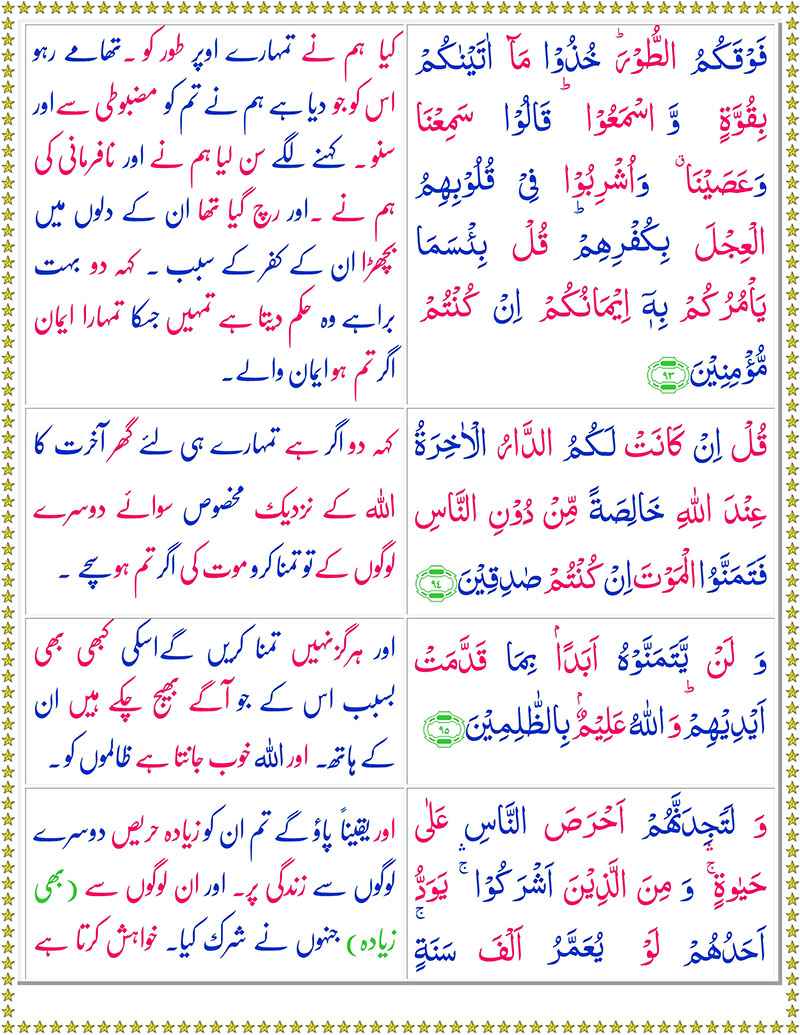 فَوْقَكُمُ الطُّوْرَ ؕ خُذُوْا مَاۤ اٰتَيْنٰكُمْ
بِقُوَّةٍ وَّ اسْمَعُوْا ؕ قَالُوْا سَمِعْنَا
وَعَصَيْنَا ۗ وَاُشْرِبُوْا فِيْ قُلُوْبِهِمُ
الْعِجْلَ بِكُفْرِهِمْ ؕ قُلْ بِئْسَمَا
يَاْمُرُكُمْ بِهٖۤ اِيْمَانُكُمْ اِنْ كُنْتُمْ
مُّؤْمِنِيْنَ ﴿۹۳﴾
کیا ہم نے تمہارے اوپر طور کو ۔ تھامے رہو
اس کو جو دیا ہے ہم نے تم کو مضبوطی سے اور
سنو ۔ کہنے لگے سن لیا ہم نے اور نافرمانی کی
ہم نے ۔ اور رچ گیا تھا ان کے دلوں میں
بچھڑا ان کے کفر کے سبب ۔ کہہ دو بہت
برا ہے وہ حکم دیتا ہے تمہیں جسکا تمہارا ایمان
اگر تم ہو ایمان والے ۔
قُلْ اِنْ كَانَتْ لَـكُمُ الدَّارُ الْاٰخِرَةُ
عِنْدَ اللّٰهِ خَالِصَةً مِّنْ دُوْنِ النَّاسِ
فَتَمَنَّوُا الْمَوْتَ اِنْ كُنْتُمْ صٰدِقِيْنَ ﴿۹٤﴾
کہہ دو اگر ہے تمہارے ہی لئے گھر آخرت کا
اللہ کے نزدیک مخصوص سوائے دوسرے
لوگوں کے تو تمنا کرو موت کی اگر تم ہو سچے ۔
وَ لَنْ يَّتَمَنَّوْهُ اَبَدًۢا بِمَا قَدَّمَتْ
اَيْدِيْهِمْ ؕ وَ اللّٰهُ عَلِيْمٌۢ بِالظّٰلِمِيْنَ ﴿۹٥﴾
اور ہرگز نہیں تمنا کریں گے اسکی کبھی بھی
بسبب اس کے جو آگے بھیج چکے ہیں ان
کے ہاتھ ۔ اور اللہ خوب جانتا ہے ظالموں کو ۔
وَ لَتَجِدَنَّهُمْ اَحْرَصَ النَّاسِ عَلٰى
حَيٰوةٍ ۛۚ وَ مِنَ الَّذِيْنَ اَشْرَكُوْا ۛۚ يَوَدُّ
اَحَدُهُمْ لَوْ يُعَمَّرُ اَلْفَ سَنَةٍ ۚ
اور یقیناً پاؤ گے تم ان کو زیادہ حریص دوسرے
لوگوں سے زندگی پر ۔ اور ان لوگوں سے (بھی
زیادہ) جنہوں نے شرک کیا ۔ خواہش کرتا ہے